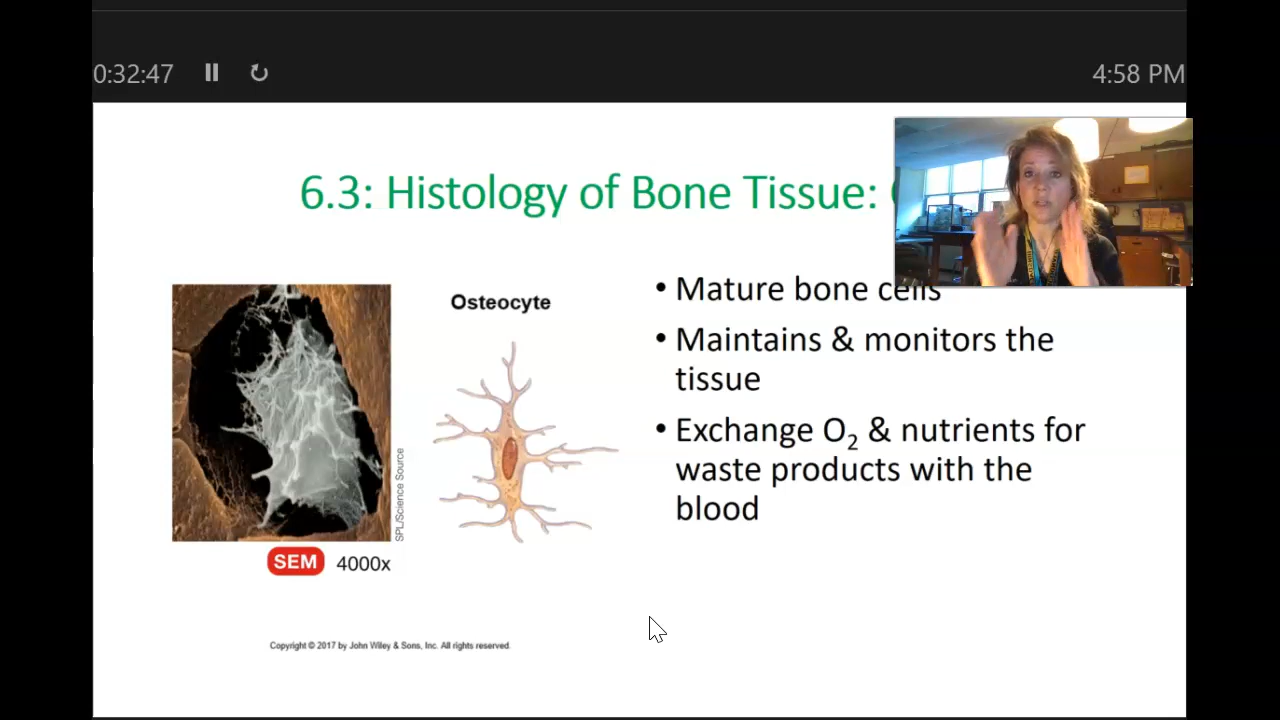 0:32:47
4:58 PM
6.3: Histology of Bone Tissue:
Osteocyte
SPL/Science Source
SEM 4000x
Copyright © 2017 by John Wiley & Sons, Inc. All rights reserved.
• Mature bone cells
• Maintains & monitors the
tissue
• Exchange O₂ & nutrients for
waste products with the
blood